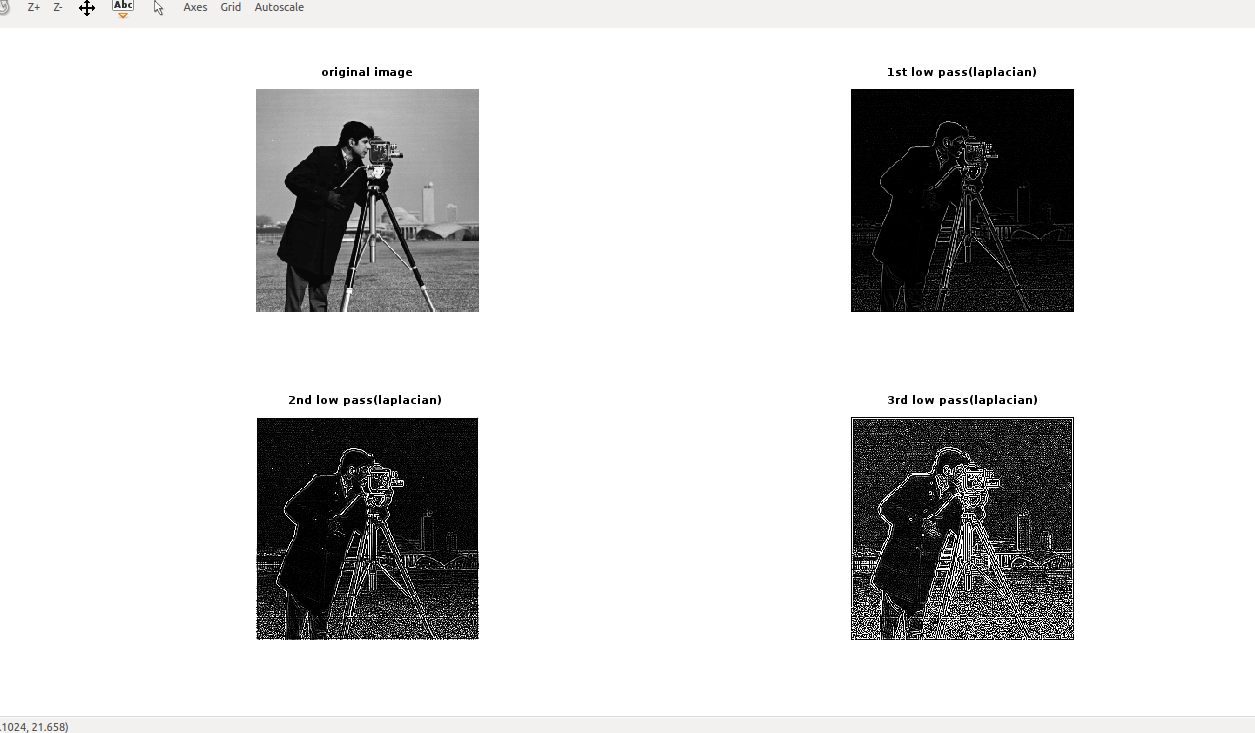 Z+ Z- Abc Axes Grid Autoscale
original image
1st low pass(laplacian)
2nd low pass(laplacian)
3rd low pass(laplacian)
.1024, 21.658)